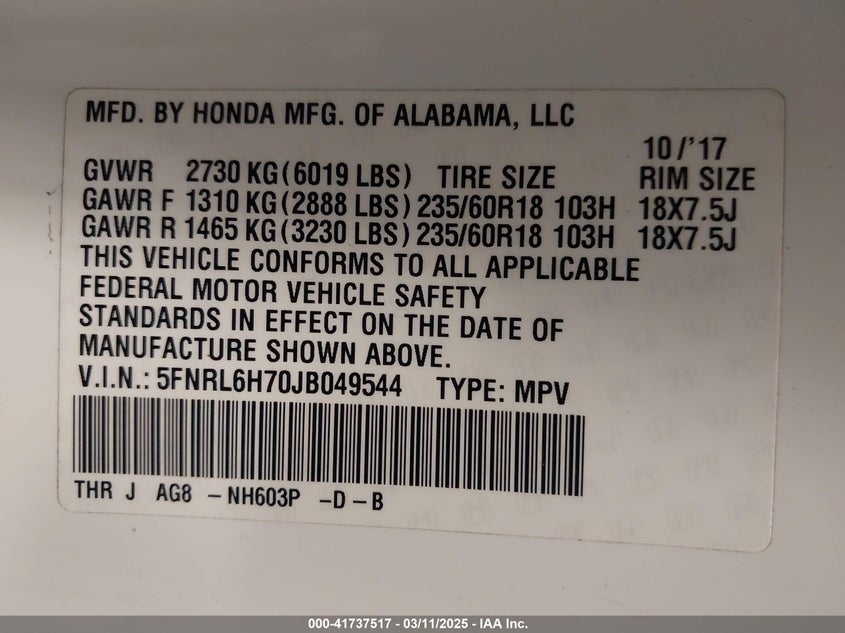 MFD. BY HONDA MFG. OF ALABAMA, LLC
10/'17
GVWR 2730 KG(6019 LBS) TIRE SIZE RIM SIZE
GAWR F 1310 KG(2888 LBS) 235/60R18 103H 18X7.5J
GAWR R 1465 KG(3230 LBS) 235/60R18 103H 18X7.5J
THIS VEHICLE CONFORMS TO ALL APPLICABLE
FEDERAL MOTOR VEHICLE SAFETY
STANDARDS IN EFFECT ON THE DATE OF
MANUFACTURE SHOWN ABOVE.
V.I.N.: 5FNRL6H70JB049544 TYPE: MPV
THR J AG8 -NH603P -D-B
000-41737517 - 03/11/2025 - IAA Inc.